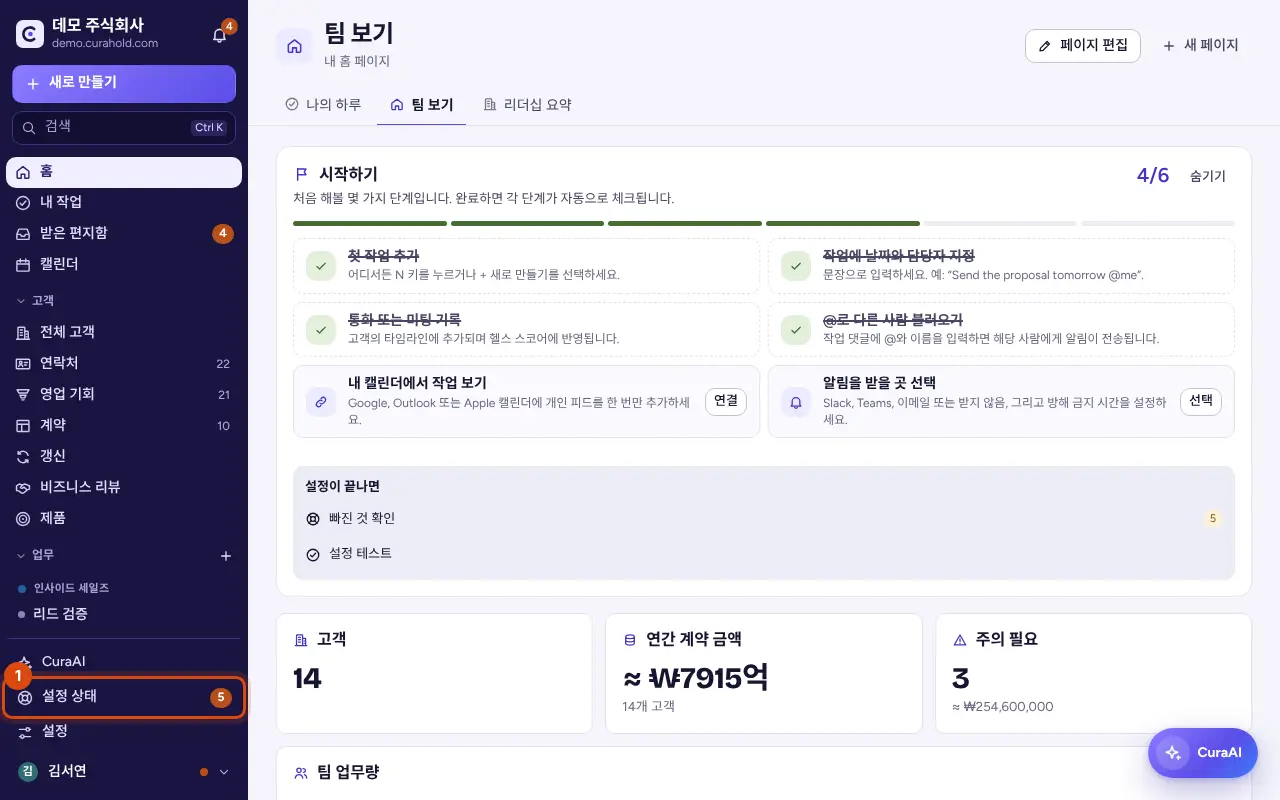 데모 주식회사
demo.curahold.com
4
+ 새로 만들기
검색
Ctrl K
홈
내 작업
받은 편지함
4
캘린더
고객
전체 고객
연락처
22
영업 기회
21
계약
10
갱신
비즈니스 리뷰
제품
업무
+
인사이드 세일즈
리드 검증
CuraAI
1
설정 상태
5
설정
김
김서연
팀 보기
내 홈 페이지
페이지 편집
+ 새 페이지
나의 하루
팀 보기
리더십 요약
시작하기
4/6
숨기기
처음 해볼 몇 가지 단계입니다. 완료하면 각 단계가 자동으로 체크됩니다.
첫 작업 추가
어디서든 N 키를 누르거나 + 새로 만들기를 선택하세요.
작업에 날짜와 담당자 지정
문장으로 입력하세요. 예: “Send the proposal tomorrow @me”.
통화 또는 미팅 기록
고객의 타임라인에 추가되며 헬스 스코어에 반영됩니다.
@로 다른 사람 불러오기
작업 댓글에 @와 이름을 입력하면 해당 사람에게 알림이 전송됩니다.
내 캘린더에서 작업 보기
Google, Outlook 또는 Apple 캘린더에 개인 피드를 한 번만 추가하세
요.
연결
알림을 받을 곳 선택
Slack, Teams, 이메일 또는 받지 않음, 그리고 방해 금지 시간을 설정하
세요.
선택
설정이 끝나면
빠진 것 확인
5
설정 테스트
고객
14
연간 계약 금액
≈ ₩7915억
14개 고객
주의 필요
3
≈ ₩254,600,000
팀 업무량
CuraAI